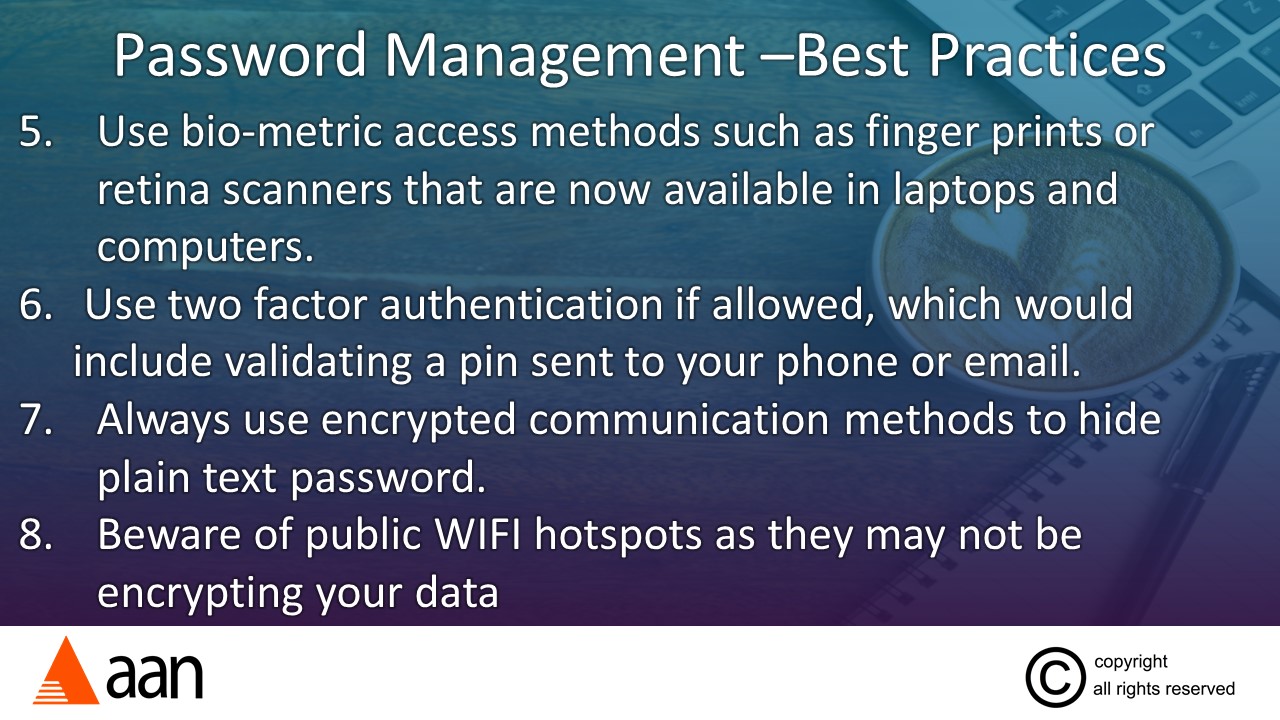 Password Management –Best Practices
5. Use bio-metric access methods such as finger prints or
retina scanners that are now available in laptops and
computers.
6. Use two factor authentication if allowed, which would
include validating a pin sent to your phone or email.
7. Always use encrypted communication methods to hide
plain text password.
8. Beware of public WIFI hotspots as they may not be
encrypting your data
aan
© copyright
all rights reserved